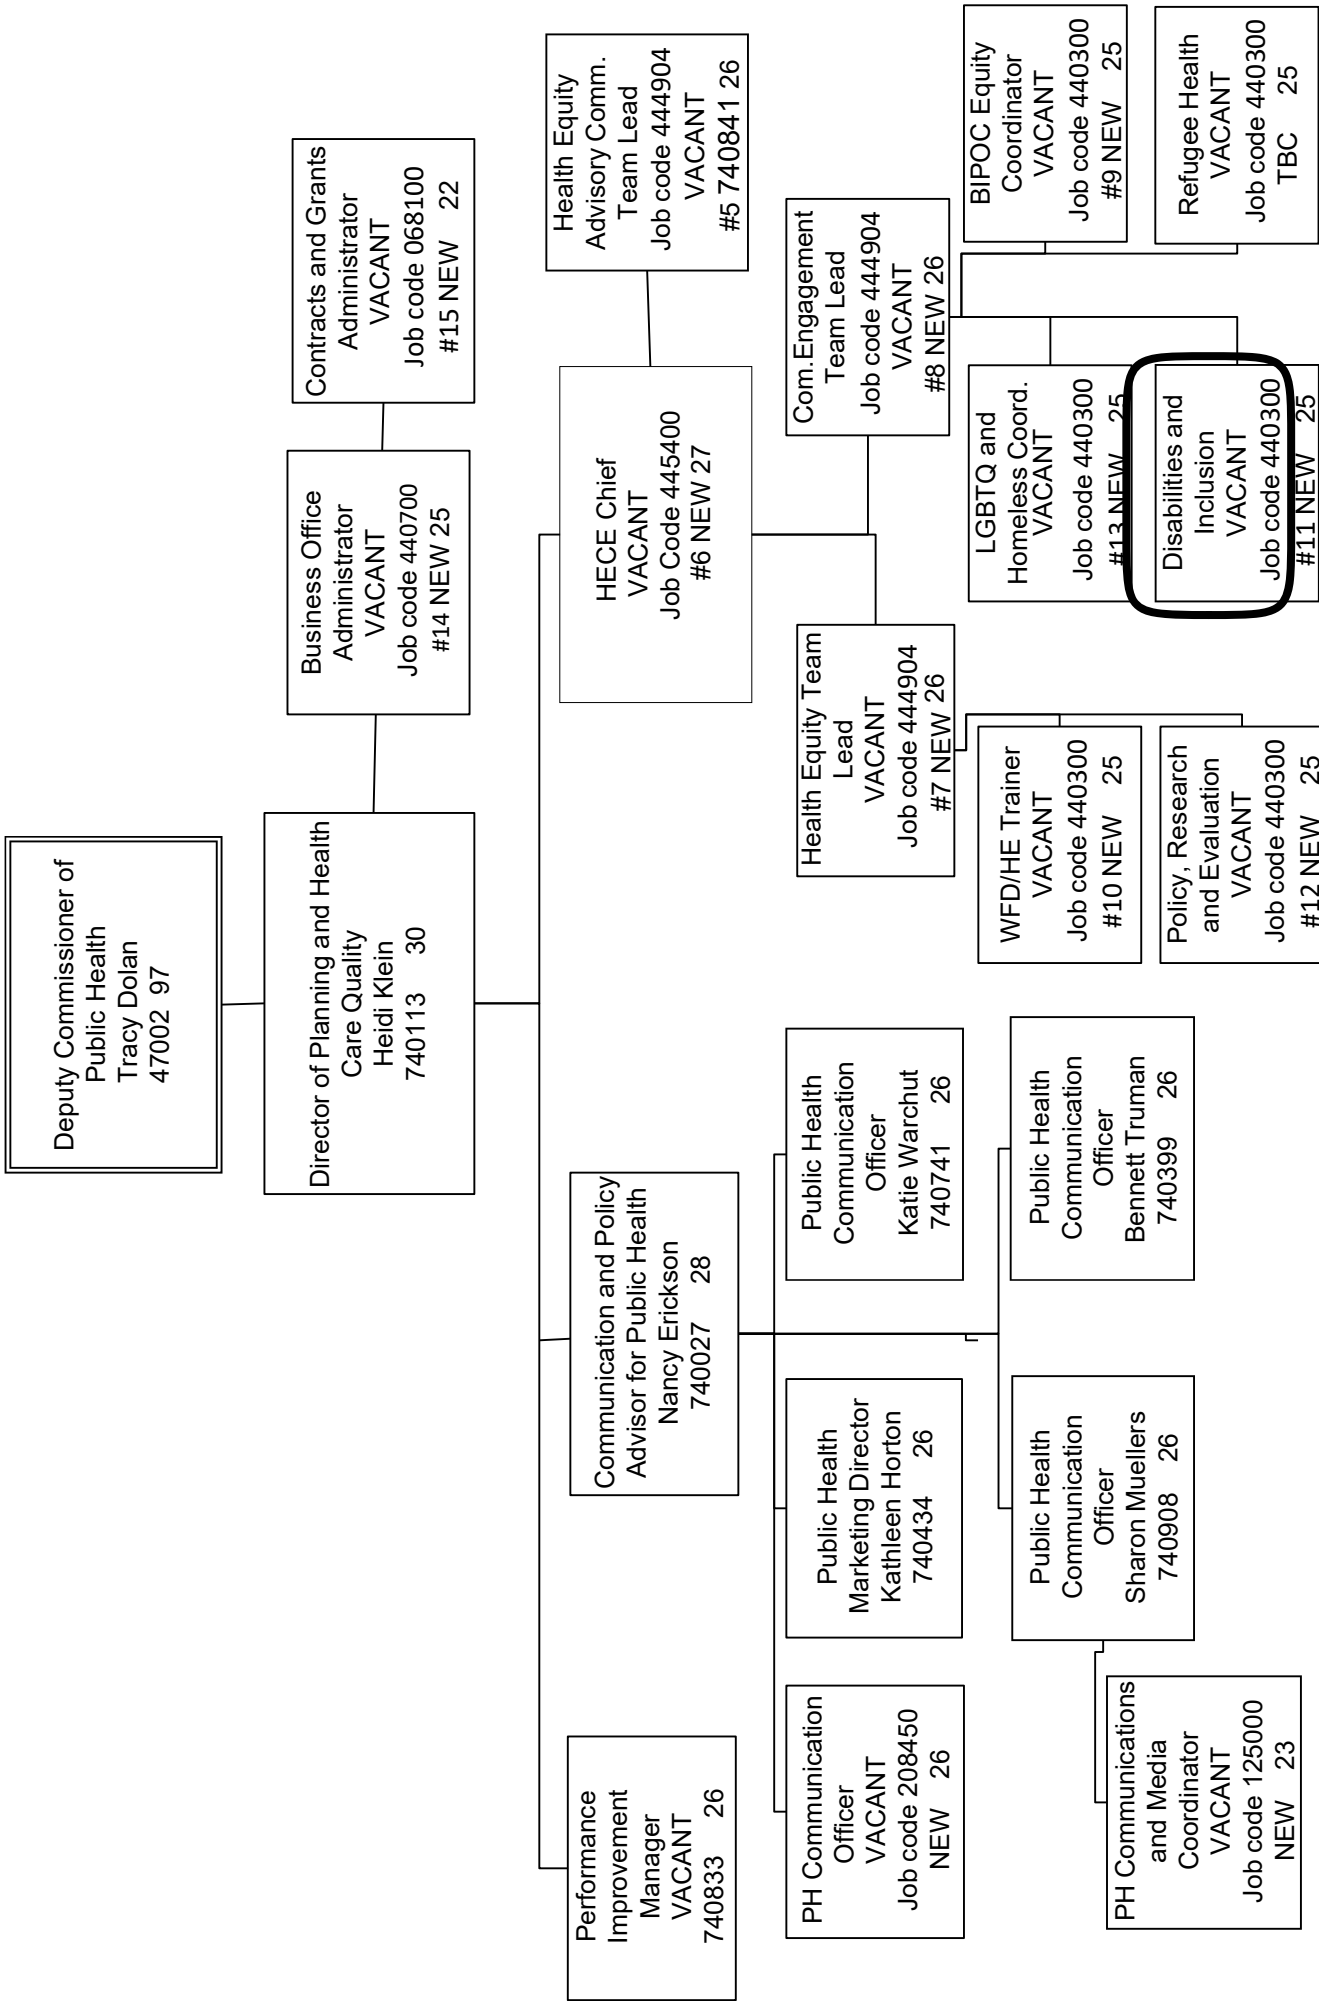 Deputy Commissioner of
Public Health
Tracy Dolan
47002 97
Director of Planning and Health
Care Quality
Heidi Klein
740113 30
Business Office
Administrator
VACANT
Job code 440700
#14 NEW 25
Contracts and Grants
Administrator
VACANT
Job code 068100
#15 NEW 22
Performance
Improvement
Manager
VACANT
740833 26
Communication and Policy
Advisor for Public Health
Nancy Erickson
740027 28
HECE Chief
VACANT
Job Code 445400
#6 NEW 27
Health Equity
Advisory Comm.
Team Lead
Job code 444904
VACANT
#5 740841 26
PH Communication
Officer
VACANT
Job code 208450
NEW 26
Public Health
Marketing Director
Kathleen Horton
740434 26
Public Health
Communication
Officer
Katie Warchut
740741 26
Health Equity Team
Lead
VACANT
Job code 444904
#7 NEW 26
Com.Engagement
Team Lead
Job code 444904
VACANT
#8 NEW 26
PH Communications
and Media
Coordinator
VACANT
Job code 125000
NEW 23
Public Health
Communication
Officer
Sharon Muellers
740908 26
Public Health
Communication
Officer
Bennett Truman
740399 26
WFD/HE Trainer
VACANT
Job code 440300
#10 NEW 25
LGBTQ and
Homeless Coord.
VACANT
Job code 440300
#13 NEW 25
BIPOC Equity
Coordinator
VACANT
Job code 440300
#9 NEW 25
Policy, Research
and Evaluation
VACANT
Job code 440300
#12 NEW 25
Disabilities and
Inclusion
VACANT
Job code 440300
#11 NEW 25
Refugee Health
VACANT
Job code 440300
TBC 25